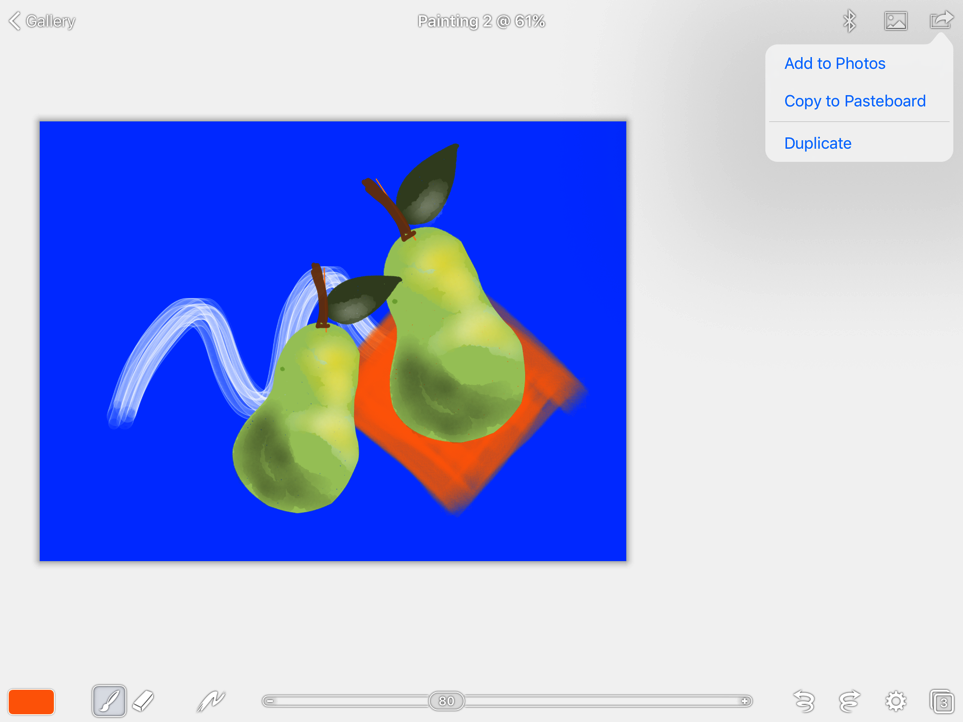 Gallery
Painting 2 @ 61%
Add to Photos
Copy to Pasteboard
Duplicate
80
3